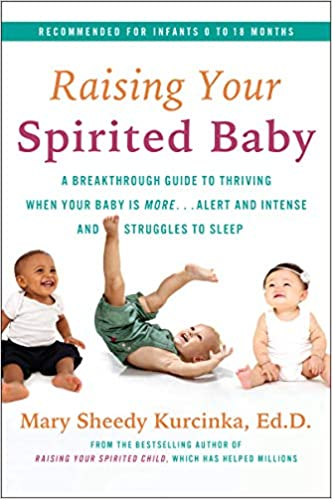 RECOMMENDED FOR INFANTS 0 TO 18 MONTHS
Raising Your
Spirited Baby
A BREAKTHROUGH GUIDE TO THRIVING
WHEN YOUR BABY IS MORE... ALERT AND INTENSE
AND STRUGGLES TO SLEEP
Mary Sheedy Kurcinka, Ed.D.
FROM THE BESTSELLING AUTHOR OF
RAISING YOUR SPIRITED CHILD, WHICH HAS HELPED MILLIONS